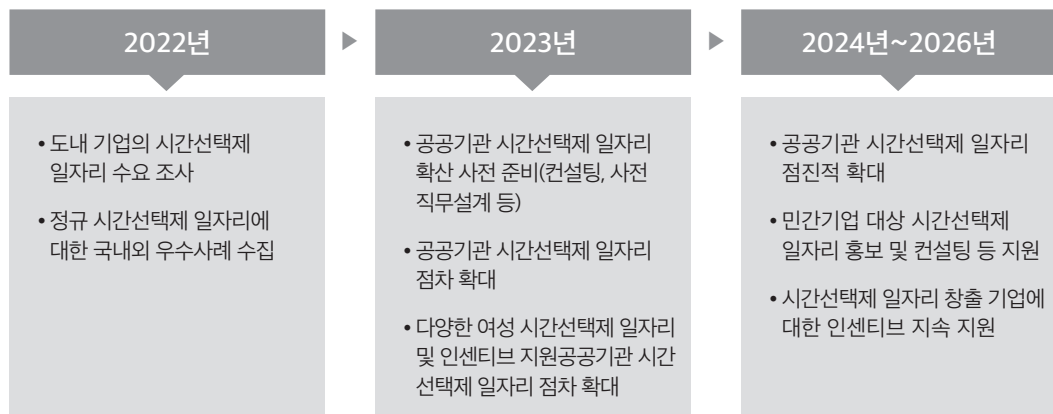 2022년
• 도내 기업의 시간선택제
일자리 수요 조사
• 정규 시간선택제 일자리에
대한 국내외 우수사례 수집
2023년
• 공공기관 시간선택제 일자리
확산 사전 준비(컨설팅, 사전
직무설계 등)
• 공공기관 시간선택제 일자리
점차 확대
• 다양한 여성 시간선택제 일자리
및 인센티브 지원공공기관 시간
선택제 일자리 점차 확대
2024년~2026년
• 공공기관 시간선택제 일자리
점진적 확대
• 민간기업 대상 시간선택제
일자리 홍보 및 컨설팅 등 지원
• 시간선택제 일자리 창출 기업에
대한 인센티브 지속 지원